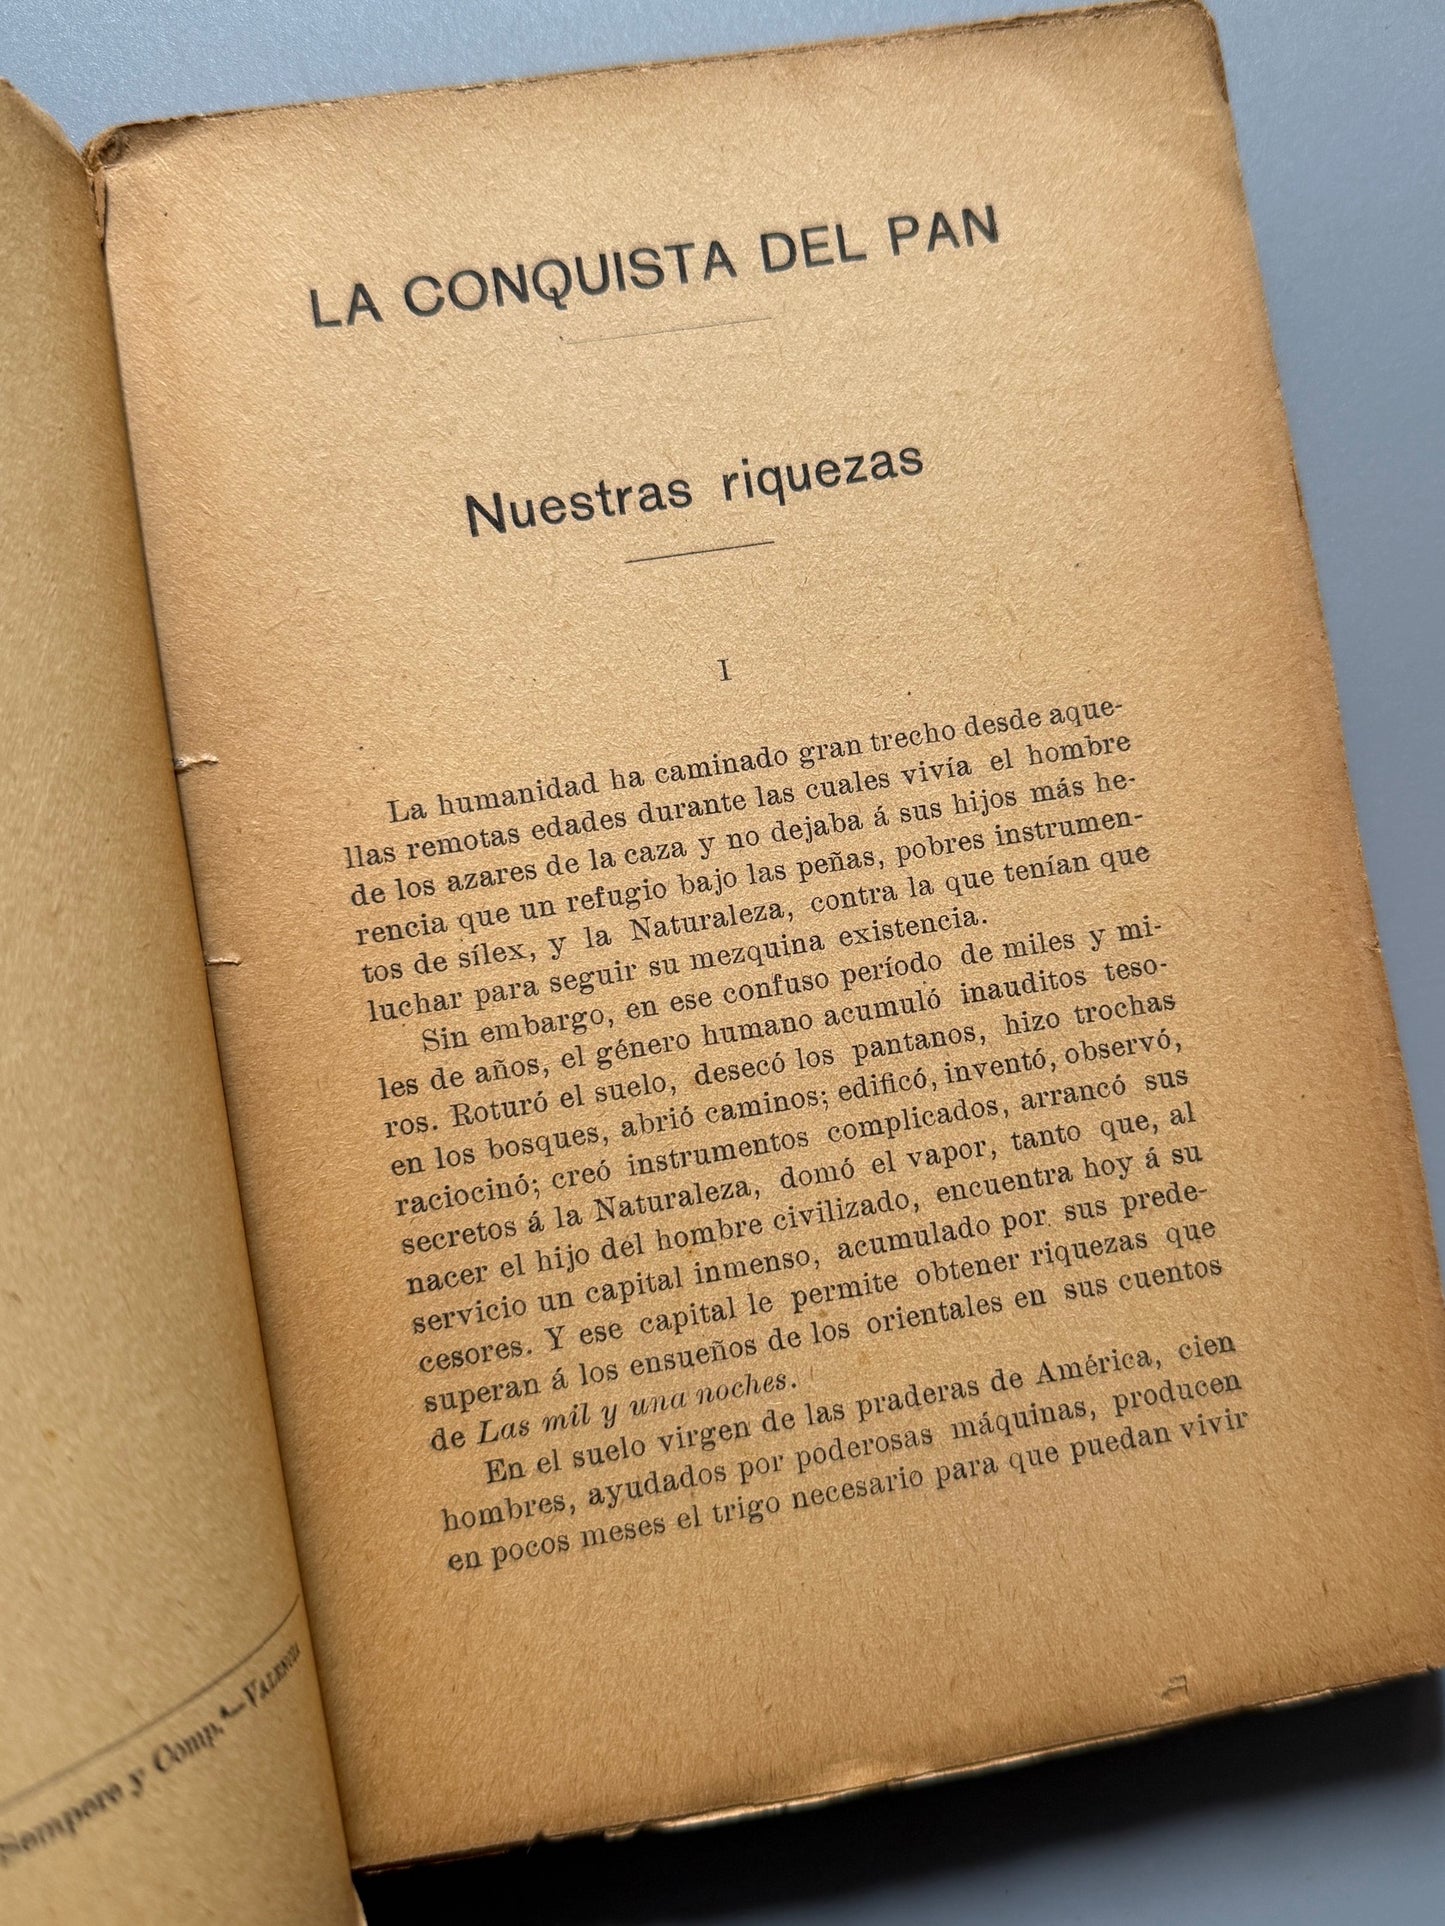 Sempere y Comp.ª—VALENCIA
LA CONQUISTA DEL PAN
Nuestras riquezas
I
La humanidad ha caminado gran trecho desde aque-
llas remotas edades durante las cuales vivía el hombre
de los azares de la caza y no dejaba á sus hijos más he-
rencia que un refugio bajo las peñas, pobres instrumen-
tos de sílex, y la Naturaleza, contra la que tenían que
luchar para seguir su mezquina existencia.
Sin embargo, en ese confuso período de miles y mi-
les de años, el género humano acumuló inauditos teso-
ros. Roturó el suelo, desecó los pantanos, hizo trochas
en los bosques, abrió caminos; edificó, inventó, observó,
raciocinó; creó instrumentos complicados, arrancó sus
secretos á la Naturaleza, domó el vapor, tanto que, al
nacer el hijo del hombre civilizado, encuentra hoy á su
servicio un capital inmenso, acumulado por sus prede-
cesores. Y ese capital le permite obtener riquezas que
superan á los ensueños de los orientales en sus cuentos
de Las mil y una noches.
En el suelo virgen de las praderas de América, cien
hombres, ayudados por poderosas máquinas, producen
en pocos meses el trigo necesario para que puedan vivir